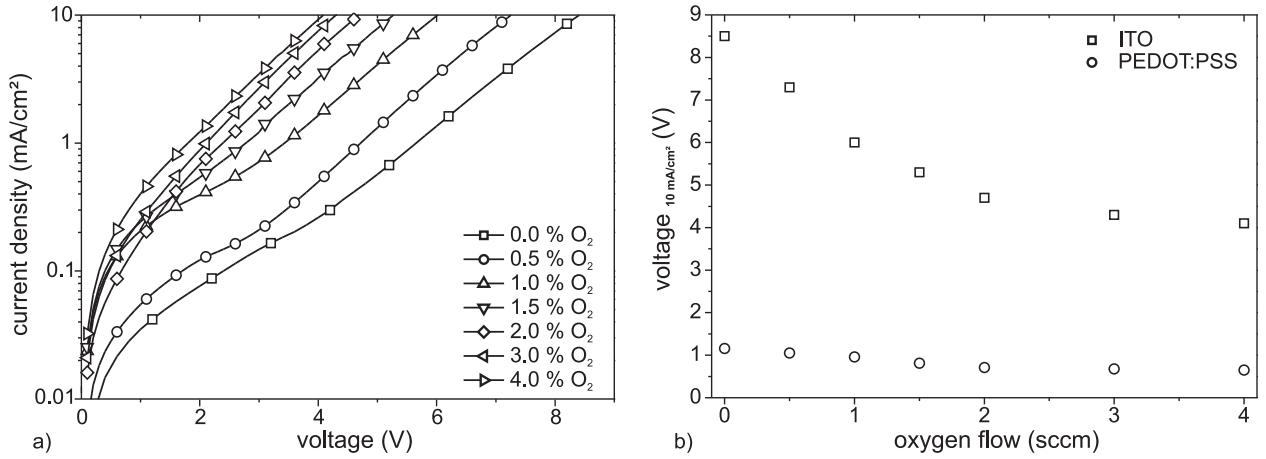 10
1
0.1
0.01
current density (mA/cm²)
0 2 4 6 8
voltage (V)
a)
0.0 % O₂
0.5 % O₂
1.0 % O₂
1.5 % O₂
2.0 % O₂
3.0 % O₂
4.0 % O₂
9
8
7
6
5
4
3
2
1
0
voltage 10 mA/cm² (V)
ITO
PEDOT:PSS
0 1 2 3 4
oxygen flow (sccm)
b)